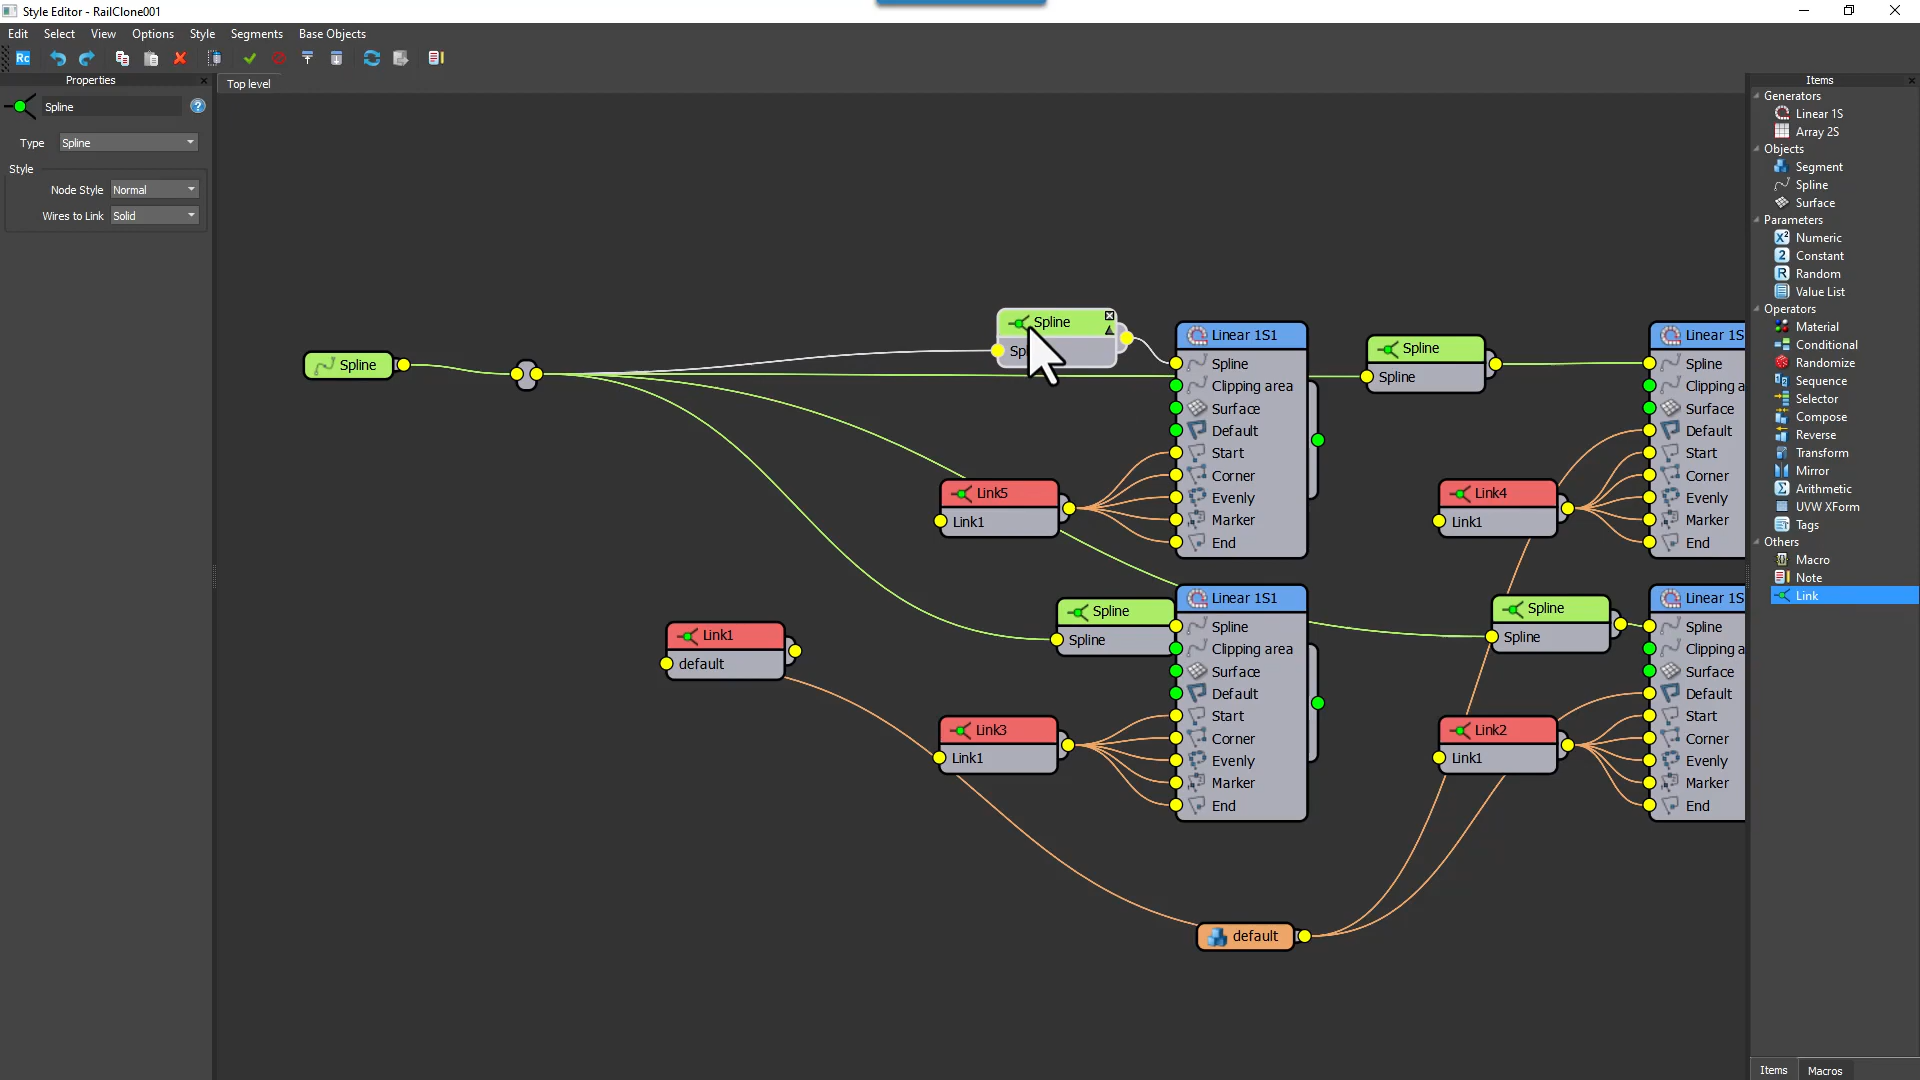 Style Editor - RailClone001
Edit Select View Options Style Segments Base Objects
Rc
Properties
Spline
?
Type Spline
Style
Node Style Normal
Wires to Link Solid
Top level
Spline
Spline
Linear 1S1
Spline
Clipping area
Surface
Default
Start
Corner
Evenly
Marker
End
Spline
Spline
Linear 1S
Spline
Clipping a
Surface
Default
Start
Corner
Evenly
Marker
End
Link5
Link1
Link4
Link1
Spline
Spline
Linear 1S1
Spline
Clipping area
Surface
Default
Start
Corner
Evenly
Marker
End
Spline
Spline
Linear 1S
Spline
Clipping a
Surface
Default
Start
Corner
Evenly
Marker
End
Link1
default
Link3
Link1
Link2
Link1
default
Items
Generators
Linear 1S
Array 2S
Objects
Segment
Spline
Surface
Parameters
Numeric
Constant
Random
Value List
Operators
Material
Conditional
Randomize
Sequence
Selector
Compose
Reverse
Transform
Mirror
Arithmetic
UVW XForm
Tags
Others
Macro
Note
Link
Items Macros